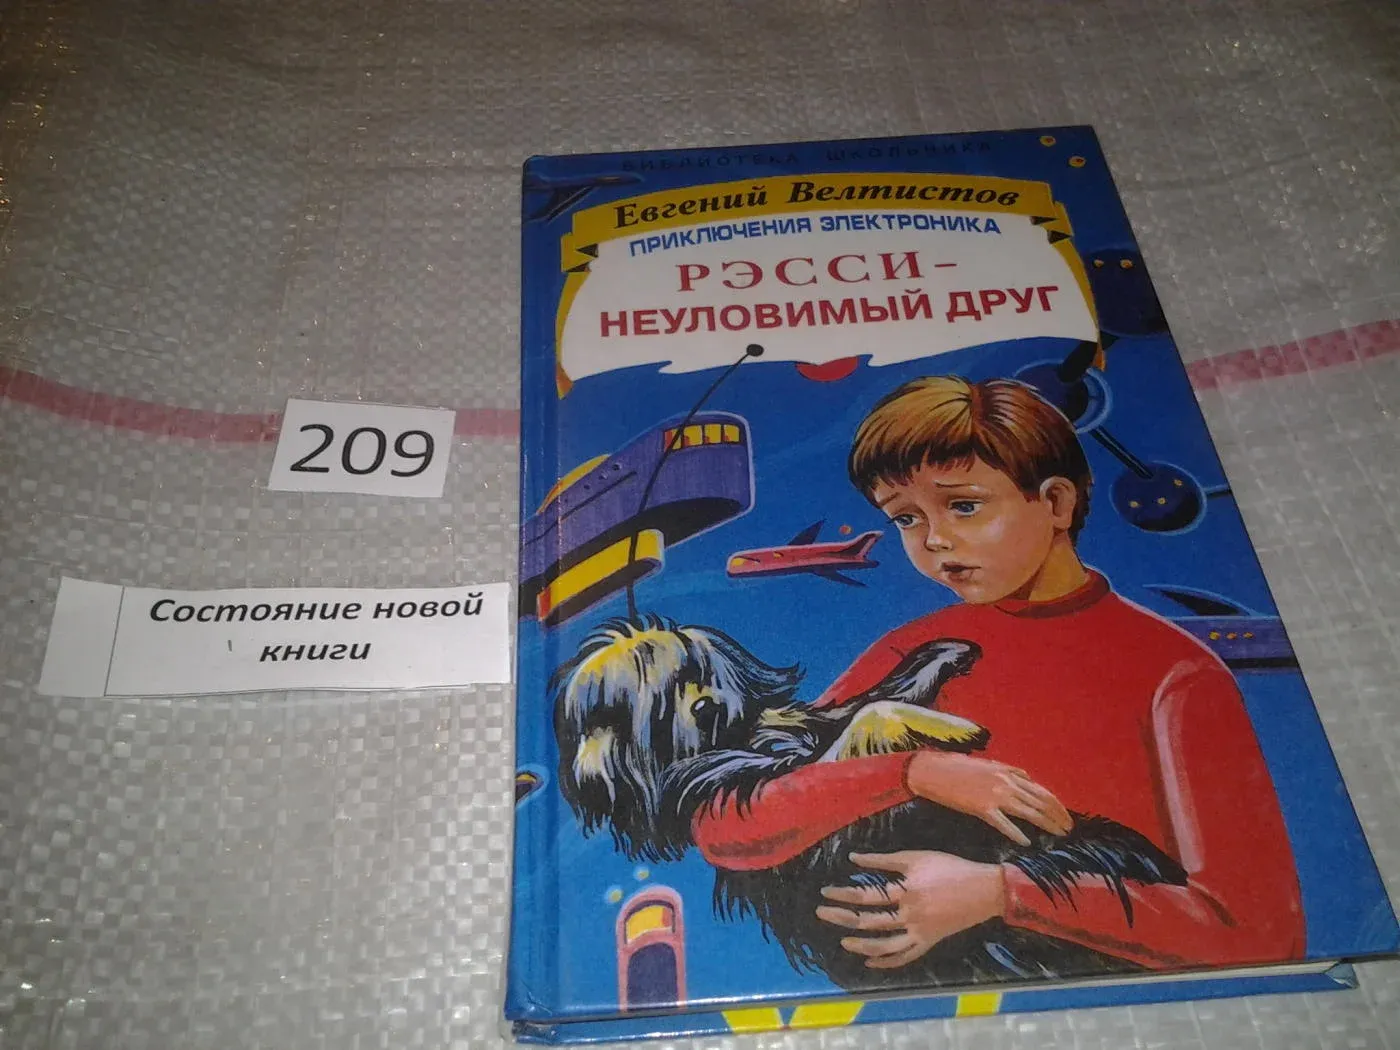 БИБЛИОТЕКА ШКОЛЬНИКА
Евгений Велтистов
ПРИКЛЮЧЕНИЯ ЭЛЕКТРОНИКА
РЭССИ-
НЕУЛОВИМЫЙ ДРУГ
209
Состояние новой
книги